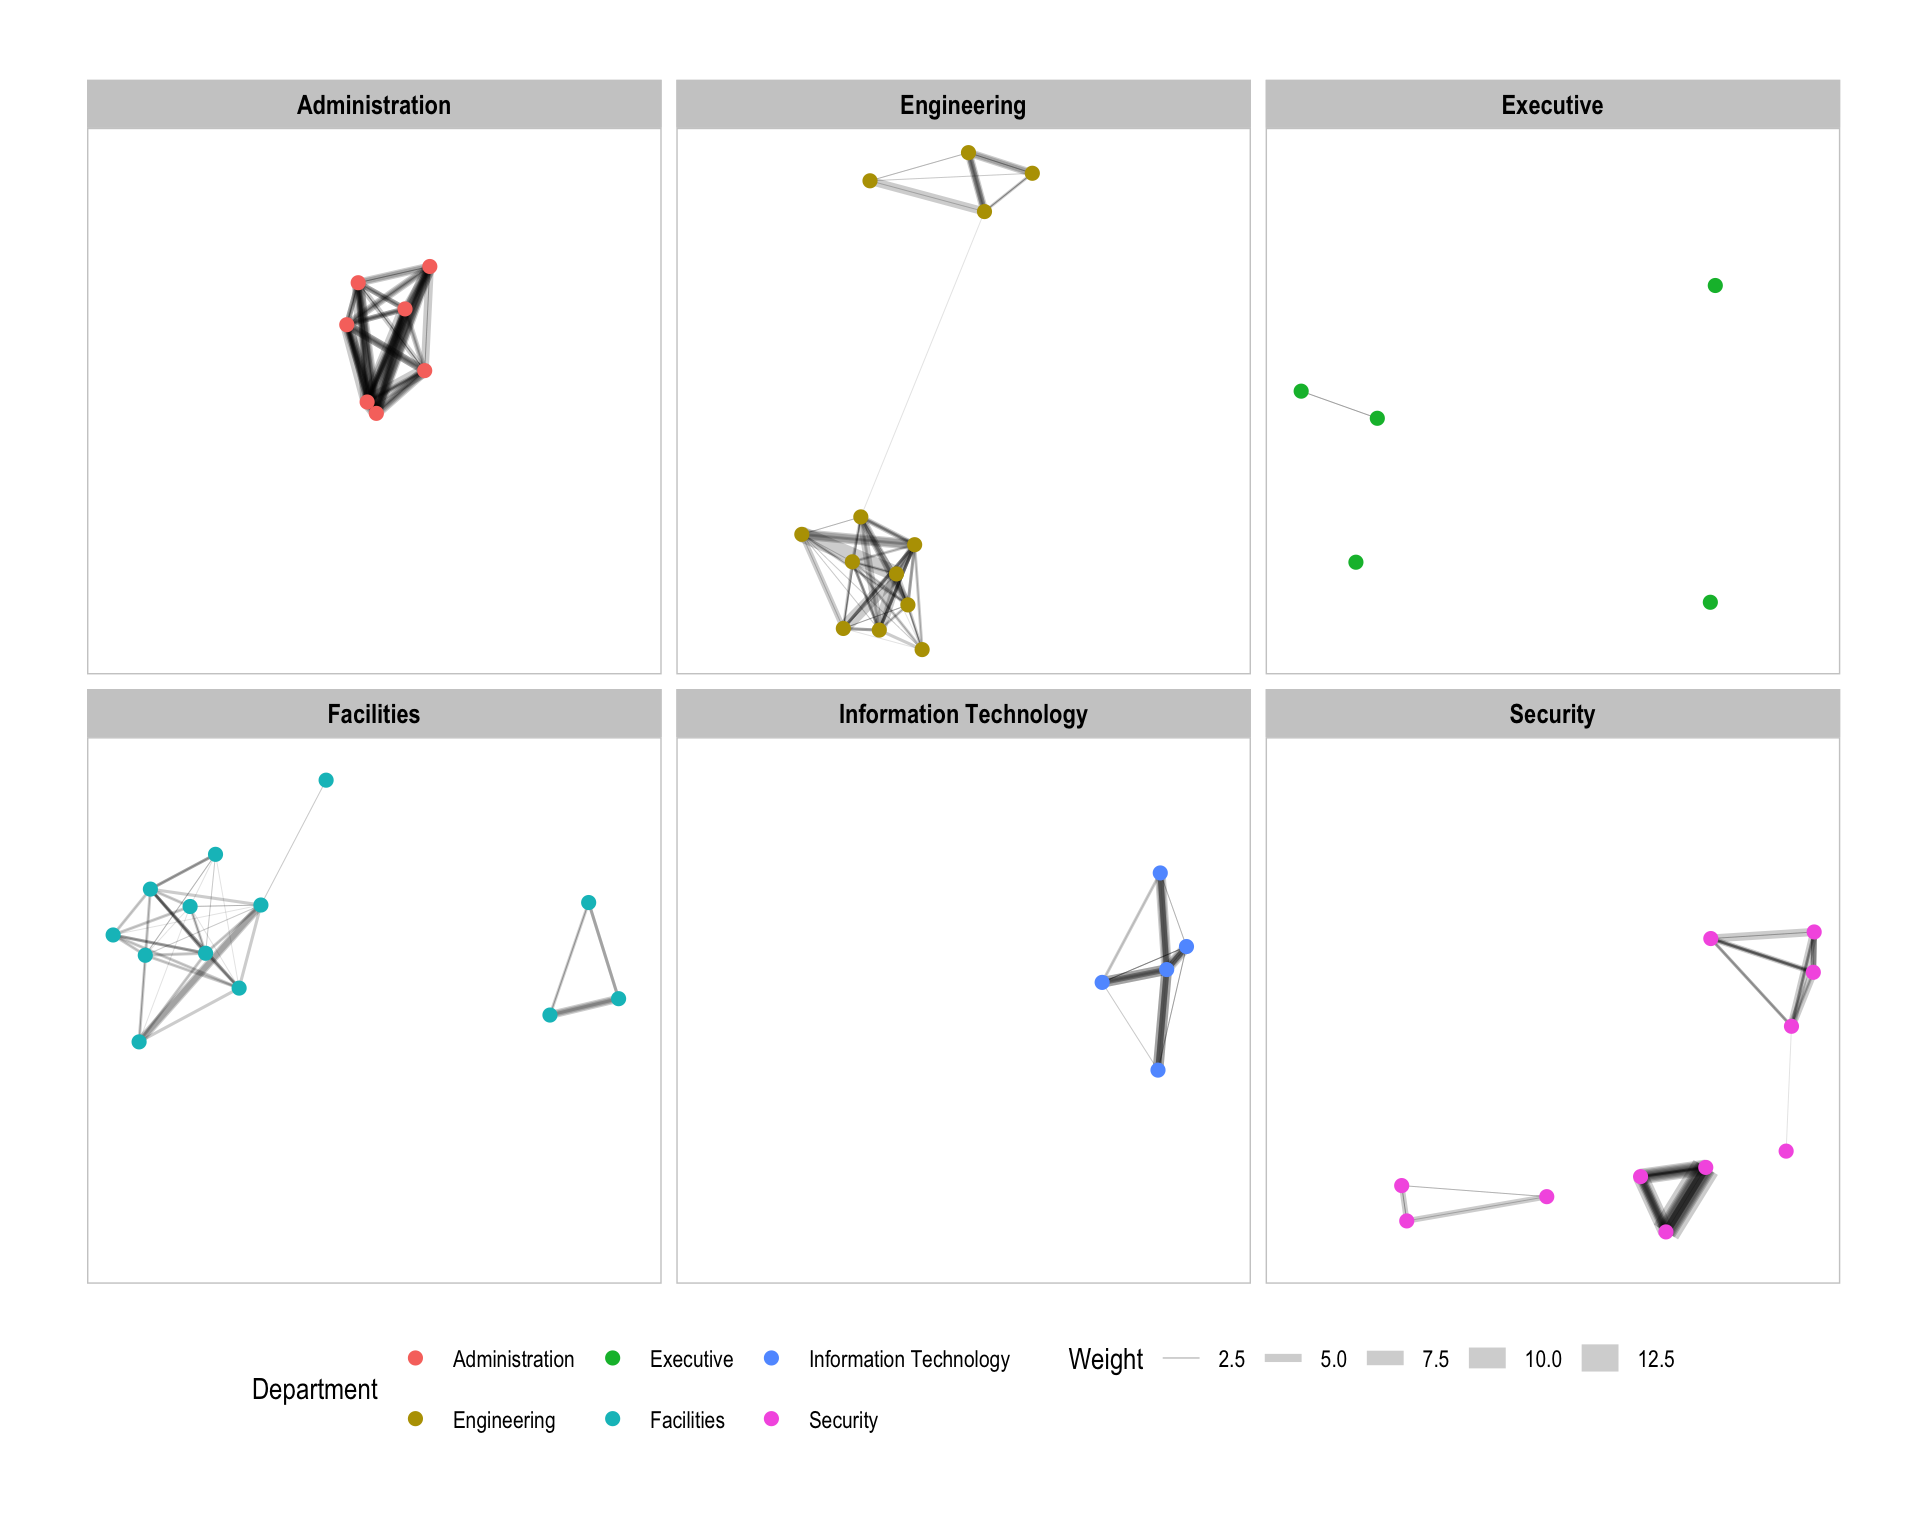 Administration
Engineering
Executive
Facilities
Information Technology
Security
Department
Administration
Executive
Information Technology
Engineering
Facilities
Security
Weight
2.5
5.0
7.5
10.0
12.5